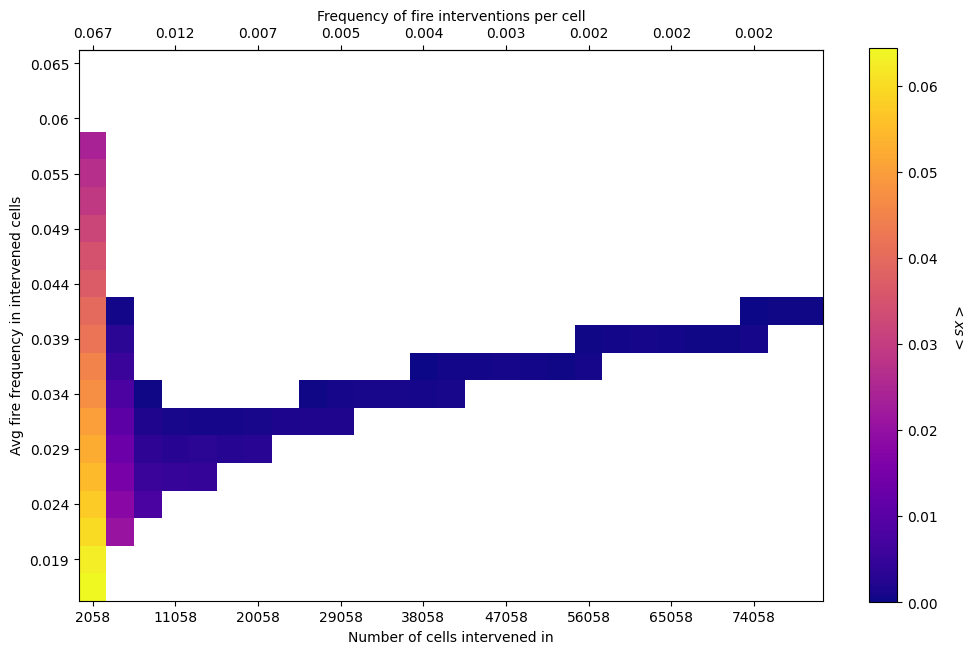 Frequency of fire interventions per cell
0.067 0.012 0.007 0.005 0.004 0.003 0.002 0.002 0.002
0.065
0.06
0.055
0.049
0.044
0.039
0.034
0.029
0.024
0.019
Avg fire frequency in intervened cells
2058 11058 20058 29058 38058 47058 56058 65058 74058
Number of cells intervened in
0.06
0.05
0.04
0.03
0.02
0.01
0.00
< sx >